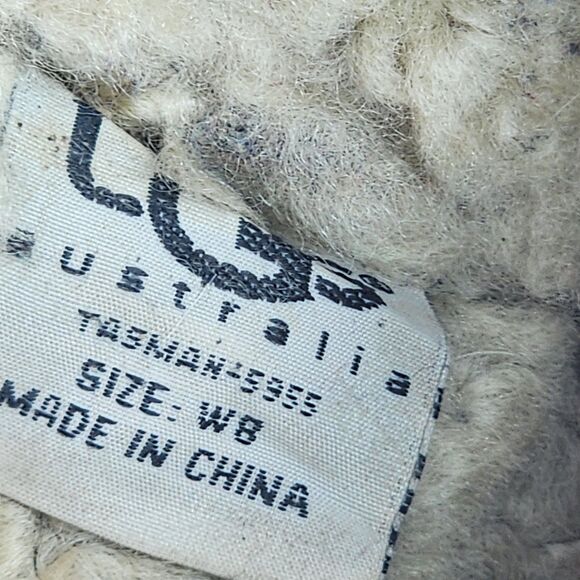 UGG
australia
TASMAN-5955
SIZE: W8
MADE IN CHINA